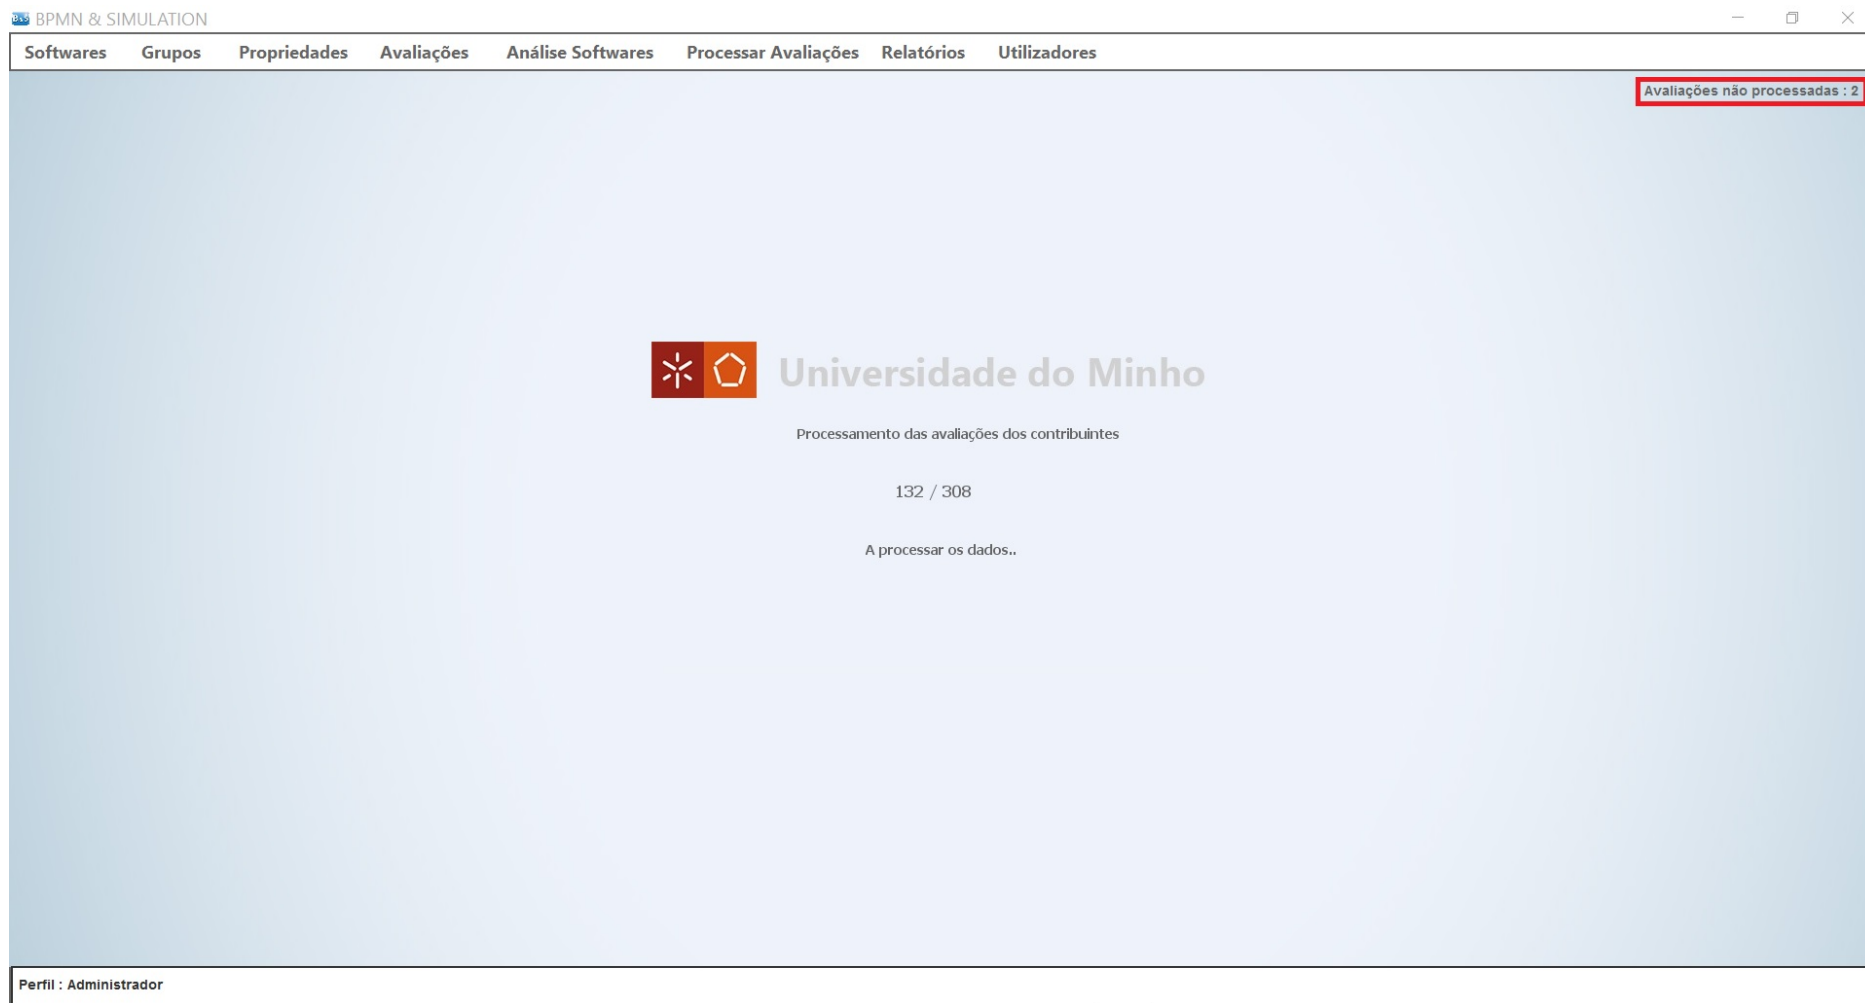 B&S BPMN & SIMULATION
Softwares Grupos Propriedades Avaliações Análise Softwares Processar Avaliações Relatórios Utilizadores
Avaliações não processadas : 2
Universidade do Minho
Processamento das avaliações dos contribuintes
132 / 308
A processar os dados..
Perfil : Administrador